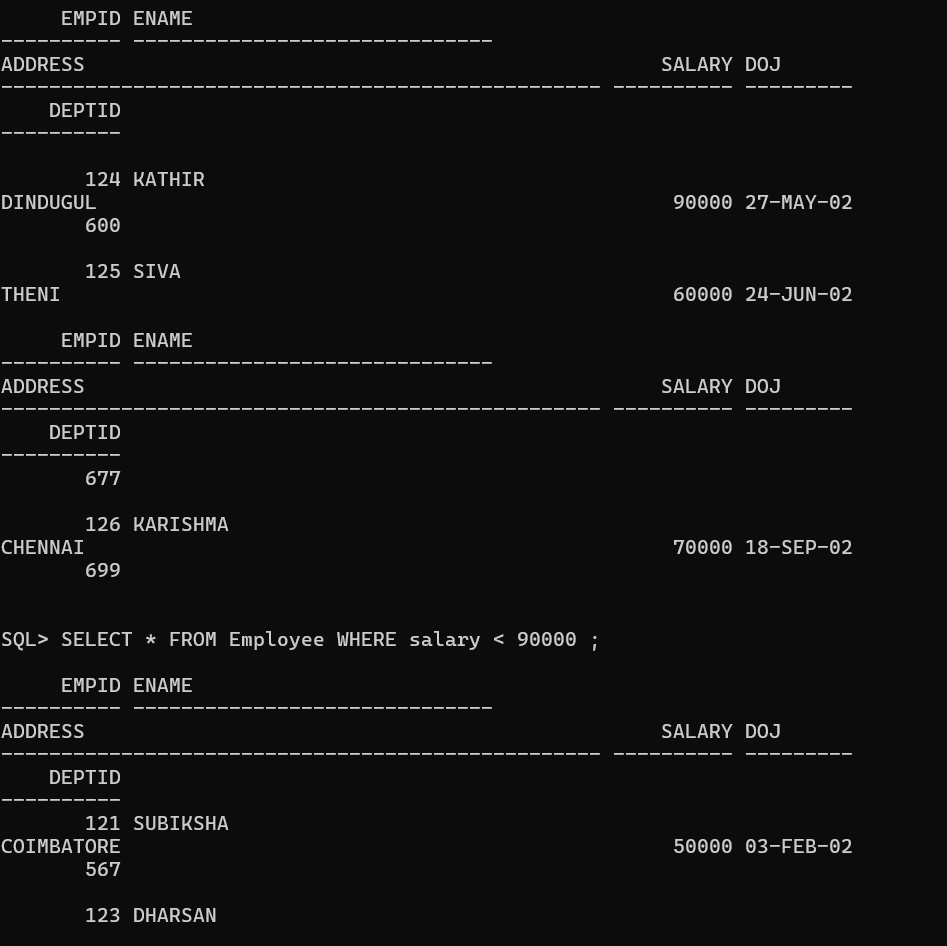 EMPID ENAME
---------- ------------------------------
ADDRESS                                                SALARY DOJ
-------------------------------------------------- ---------- ---------
    DEPTID
----------

       124 KATHIR
DINDUGUL                                                90000 27-MAY-02
       600

       125 SIVA
THENI                                                   60000 24-JUN-02

     EMPID ENAME
---------- ------------------------------
ADDRESS                                                SALARY DOJ
-------------------------------------------------- ---------- ---------
    DEPTID
----------
       677

       126 KARISHMA
CHENNAI                                                 70000 18-SEP-02
       699


SQL> SELECT * FROM Employee WHERE salary < 90000 ;

     EMPID ENAME
---------- ------------------------------
ADDRESS                                                SALARY DOJ
-------------------------------------------------- ---------- ---------
    DEPTID
----------
       121 SUBIKSHA
COIMBATORE                                              50000 03-FEB-02
       567

       123 DHARSAN